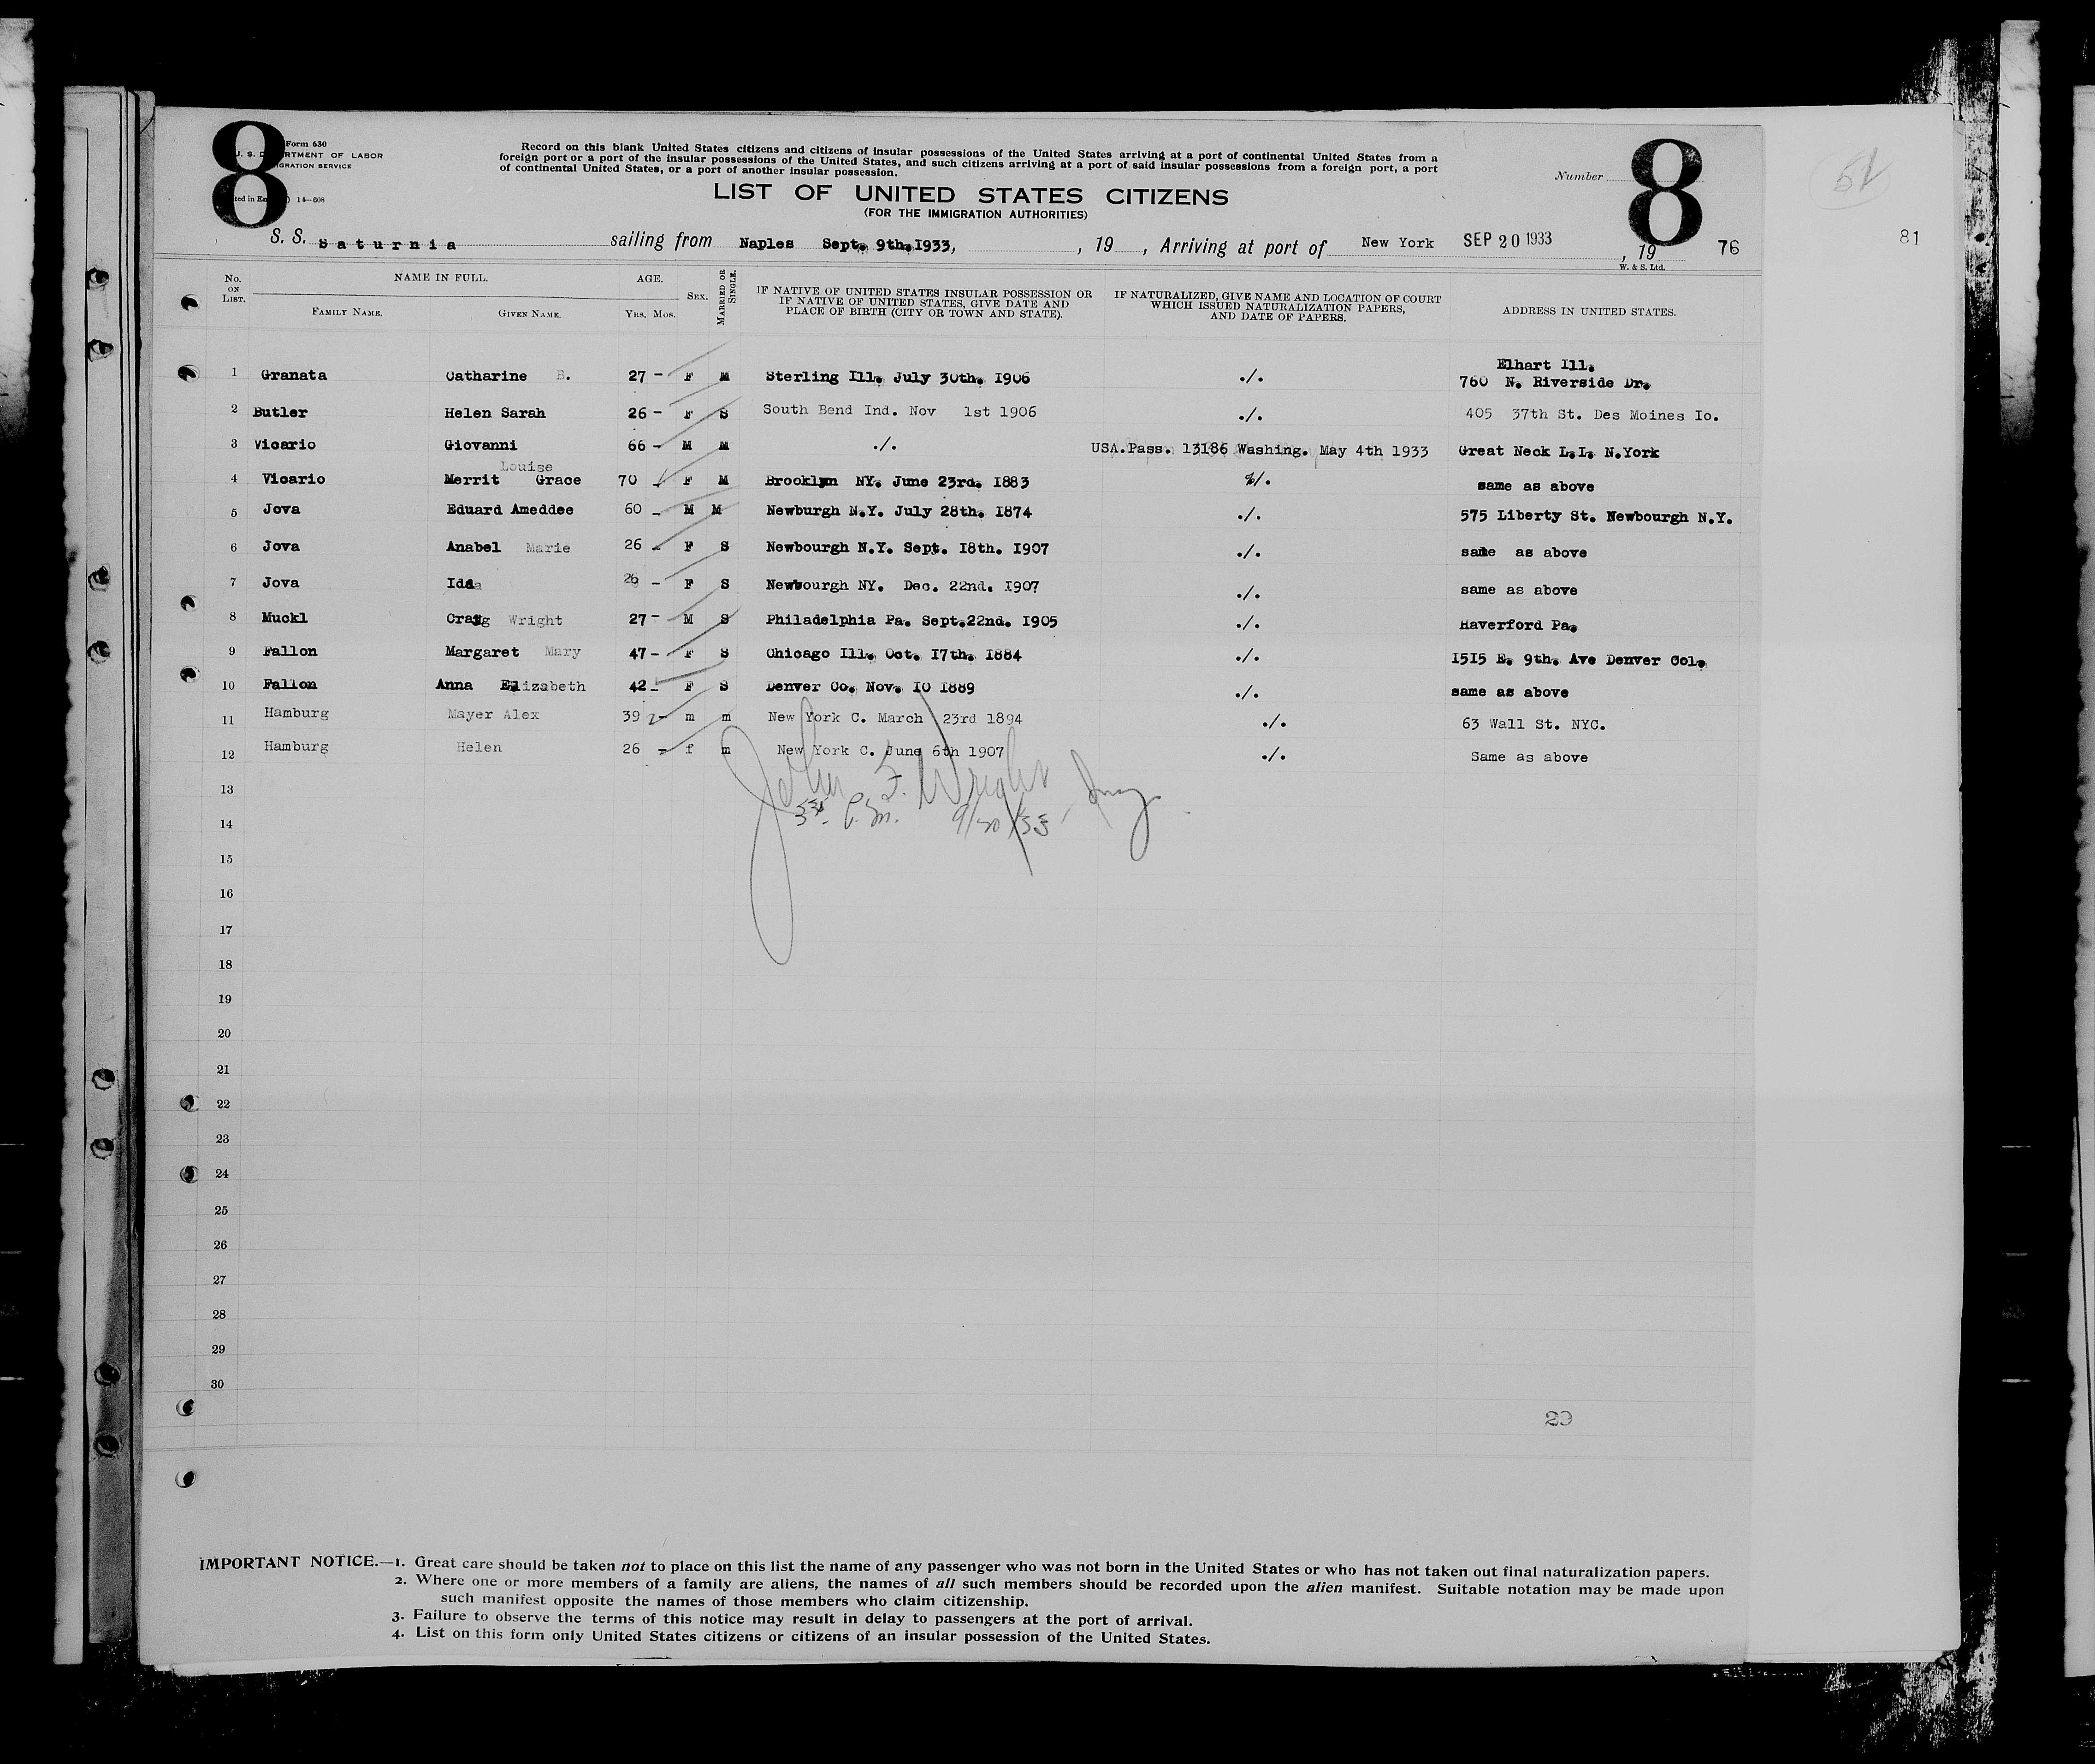 8
Form 630
U. S. DEPARTMENT OF LABOR
IMMIGRATION SERVICE
14—608
Record on this blank United States citizens and citizens of insular possessions of the United States arriving at a port of continental United States from a
foreign port or a port of the insular possessions of the United States, and such citizens arriving at a port of said insular possessions from a foreign port, a port
of continental United States, or a port of another insular possession.
Number
8
LIST OF UNITED STATES CITIZENS
(FOR THE IMMIGRATION AUTHORITIES)
S. S. Saturnia sailing from Naples Sept. 9th.1933, , 19 , Arriving at port of New York SEP 20 1933 , 19 76
81
W. & S. Ltd.
No. ON LIST. NAME IN FULL. AGE. SEX. MARRIED OR SINGLE. IF NATIVE OF UNITED STATES INSULAR POSSESSION OR IF NATIVE OF UNITED STATES, GIVE DATE AND PLACE OF BIRTH (CITY OR TOWN AND STATE). IF NATURALIZED, GIVE NAME AND LOCATION OF COURT WHICH ISSUED NATURALIZATION PAPERS, AND DATE OF PAPERS. ADDRESS IN UNITED STATES.
FAMILY NAME. GIVEN NAME. YRS. MOS.
Elhart Ill.
1 Granata Catharine B. 27 - F M Sterling Ill. July 30th. 1906 ./. 760 N. Riverside Dr.
2 Butler Helen Sarah 26 - F S South Bend Ind. Nov 1st 1906 ./. 405 37th St. Des Moines Io.
3 Vicario Giovanni 66 - M M ./. USA.Pass. 13186 Washing. May 4th 1933 Great Neck L.L. N.York
Louise
4 Vicario Merrit Grace 70 F M Brooklyn NY. June 23rd. 1883 %/. same as above
5 Jova Eduard Ameddee 60 - M M Newburgh N.Y. July 28th. 1874 ./. 575 Liberty St. Newbourgh N.Y.
6 Jova Anabel Marie 26 - F S Newbourgh N.Y. Sept. 18th. 1907 ./. same as above
7 Jova Idda 26 - F S Newbourgh NY. Dec. 22nd. 1907 ./. same as above
8 Muckl Craig Wright 27 - M S Philadelphia Pa. Sept.22nd. 1905 ./. Haverford Pa.
9 Fallon Margaret Mary 47 - F S Chicago Ill. Oct. 17th. 1884 ./. 1515 E. 9th. Ave Denver Col.
10 Fallon Anna Elizabeth 42 - F S Denver Co. Nov. 10 1889 ./. same as above
11 Hamburg Mayer Alex 39 - m m New York C. March 23rd 1894 ./. 63 Wall St. NYC.
12 Hamburg Helen 26 - f m New York C. June 6th 1907 ./. Same as above
13
F. Wright
14
P.M. 9/20/33
15
16
17
18
19
20
21
22
23
24
25
26
27
28
29
30
29
IMPORTANT NOTICE.—1. Great care should be taken not to place on this list the name of any passenger who was not born in the United States or who has not taken out final naturalization papers.
2. Where one or more members of a family are aliens, the names of all such members should be recorded upon the alien manifest. Suitable notation may be made upon
such manifest opposite the names of those members who claim citizenship.
3. Failure to observe the terms of this notice may result in delay to passengers at the port of arrival.
4. List on this form only United States citizens or citizens of an insular possession of the United States.